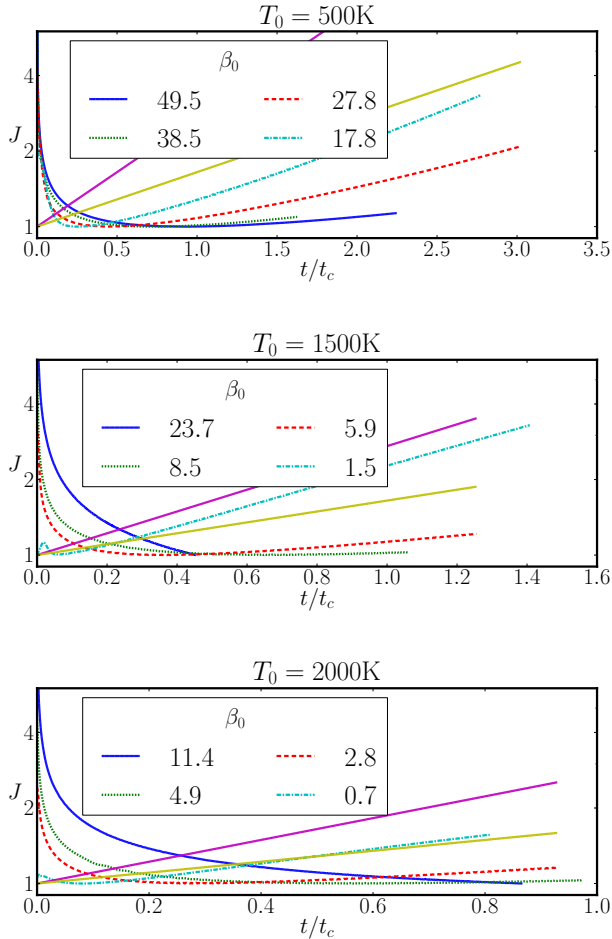 T₀ = 500K
β₀
49.5 27.8
38.5 17.8
4
2
1
J
0.0 0.5 1.0 1.5 2.0 2.5 3.0 3.5
t/t_c
T₀ = 1500K
β₀
23.7 5.9
8.5 1.5
4
2
1
J
0.0 0.2 0.4 0.6 0.8 1.0 1.2 1.4 1.6
t/t_c
T₀ = 2000K
β₀
11.4 2.8
4.9 0.7
4
2
1
J
0.0 0.2 0.4 0.6 0.8 1.0
t/t_c